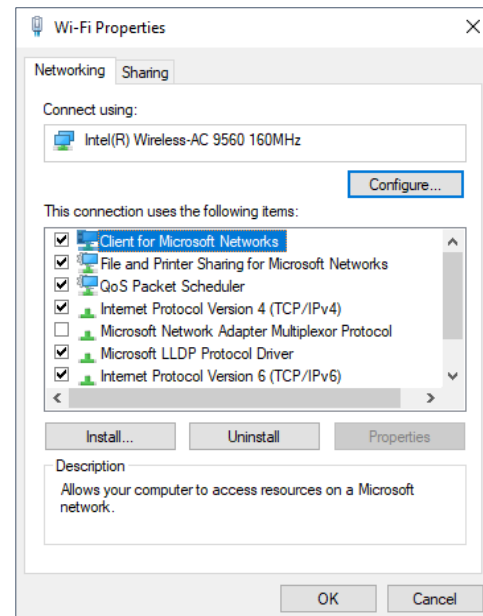 Wi-Fi Properties
Networking Sharing
Connect using:
Intel(R) Wireless-AC 9560 160MHz
Configure...
This connection uses the following items:
Client for Microsoft Networks
File and Printer Sharing for Microsoft Networks
QoS Packet Scheduler
Internet Protocol Version 4 (TCP/IPv4)
Microsoft Network Adapter Multiplexor Protocol
Microsoft LLDP Protocol Driver
Internet Protocol Version 6 (TCP/IPv6)
Install... Uninstall Properties
Description
Allows your computer to access resources on a Microsoft
network.
OK Cancel